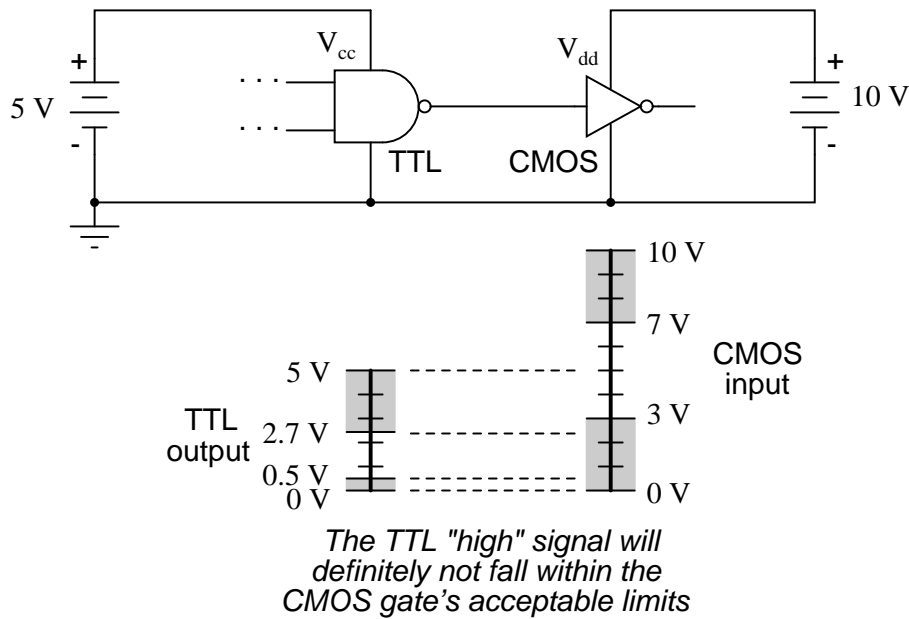 V cc
V dd
+
+
. . .
5 V
10 V
-
. . .
-
TTL
CMOS
10 V
7 V
CMOS
input
5 V
TTL
output
3 V
2.7 V
0.5 V
0 V
0 V
The TTL "high" signal will
definitely not fall within the
CMOS gate's acceptable limits